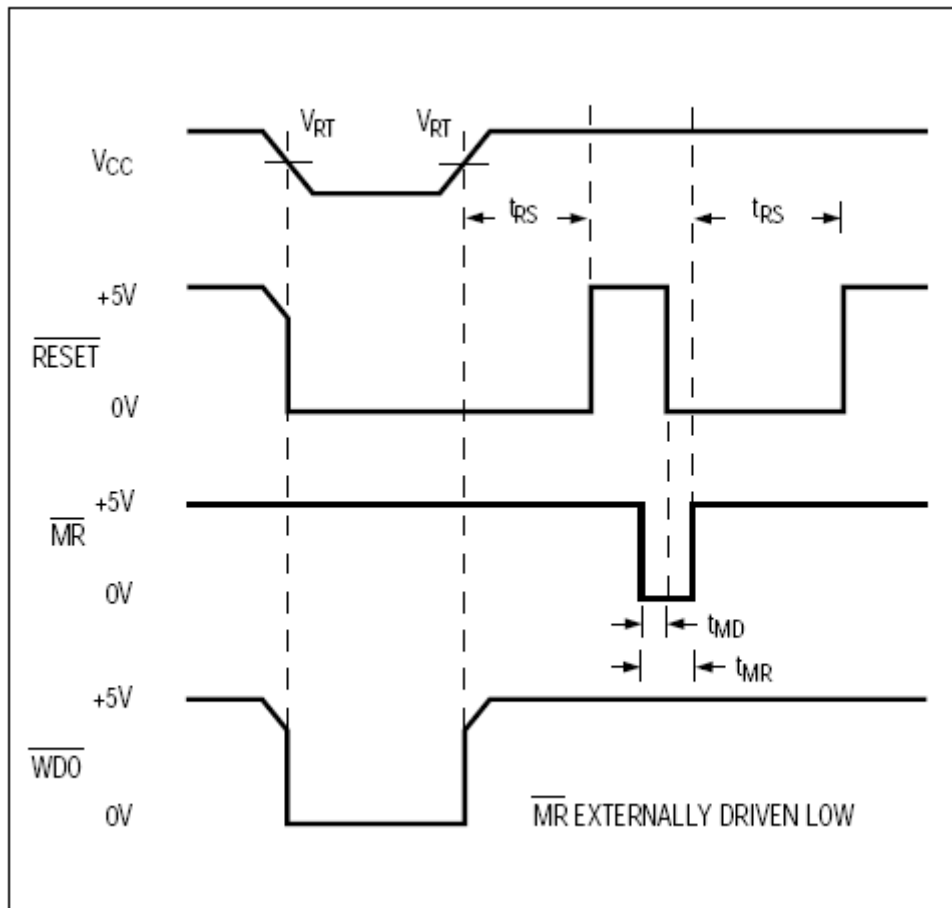 VRT VRT
VCC
tRS tRS
+5V
RESET
0V
+5V
MR
0V
tMD
tMR
+5V
WDO
0V
MR EXTERNALLY DRIVEN LOW